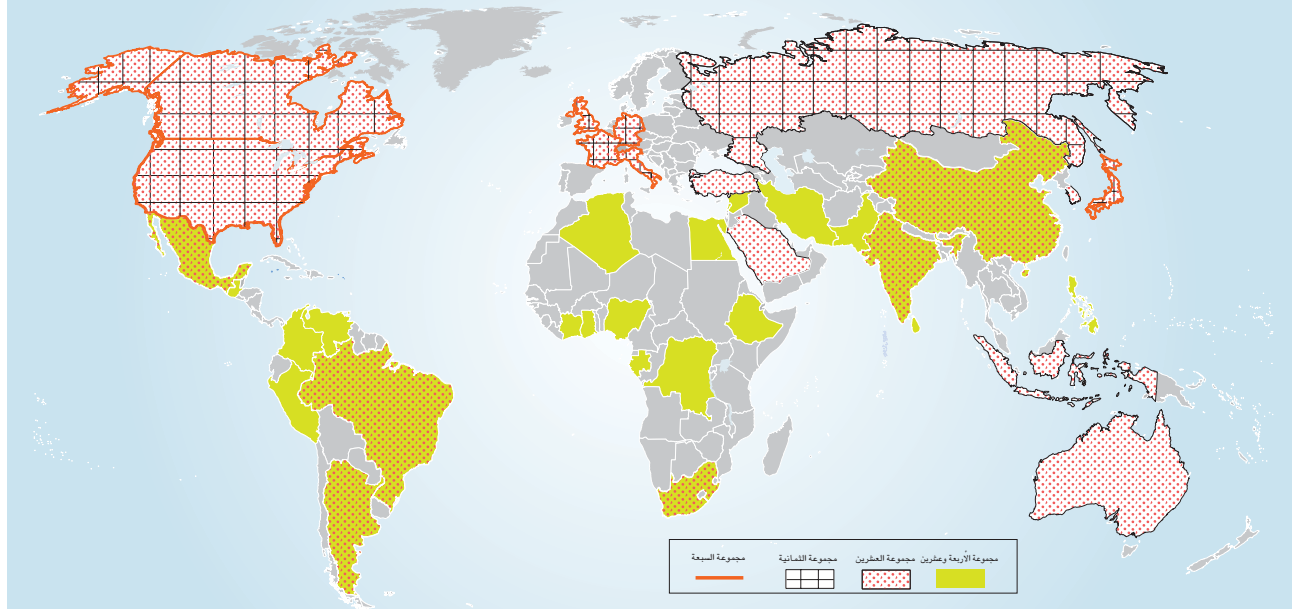 مجموعة الأربعة وعشرين
مجموعة العشرين
مجموعة الثمانية
مجموعة السبعة